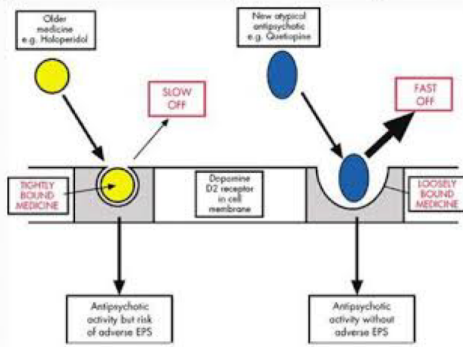 Older
medicine
e.g. Holoperidol
New atypical
antipsychotic
e.g. Quetiapine
SLOW
OFF
FAST
OFF
TIGHTLY
BOUND
MEDICINE
Dopamine
D2 receptor
in cell
membrane
LOOSELY
BOUND
MEDICINE
Antipsychotic
activity but risk
of adverse EPS
Antipsychotic
activity without
adverse EPS